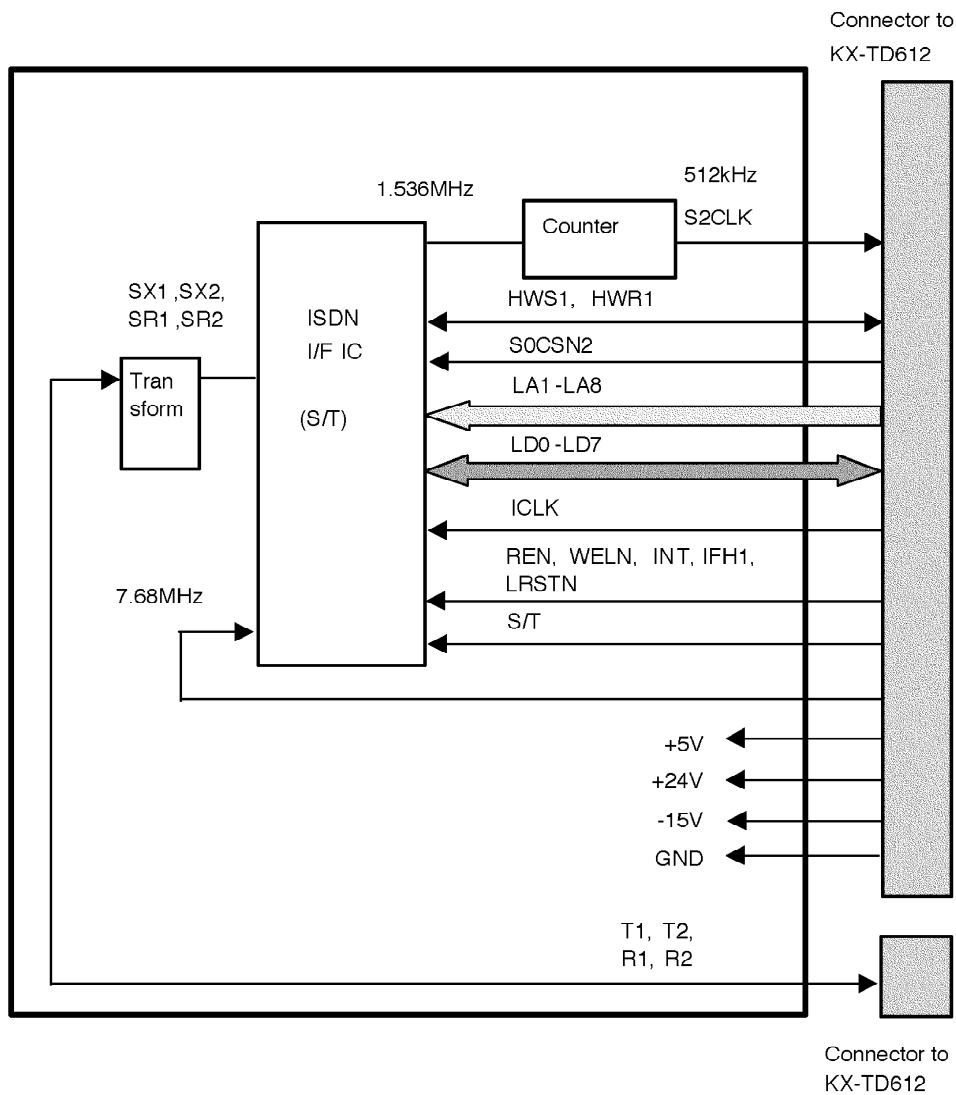 Connector to
KX-TD612
1.536MHz
512kHz
Counter
S2CLK
SX1 ,SX2,
SR1 ,SR2
HWS1, HWR1
ISDN
I/F IC
(S/T)
S0CSN2
Tran
sform
LA1 -LA8
LD0 -LD7
ICLK
REN, WELN, INT, IFH1,
LRSTN
7.68MHz
S/T
+5V
+24V
-15V
GND
T1, T2,
R1, R2
Connector to
KX-TD612